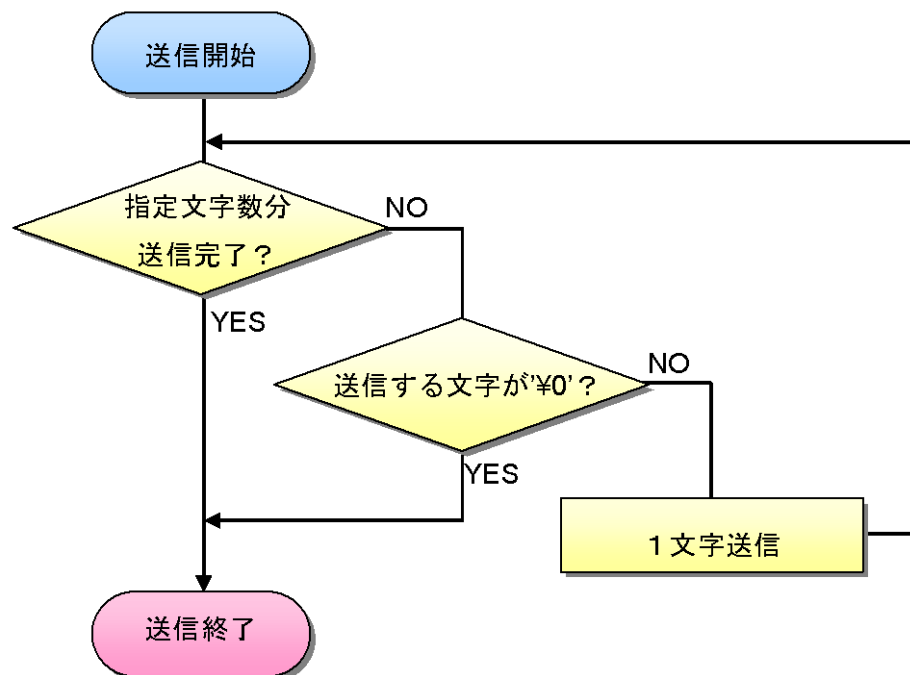 送信開始
指定文字数分
送信完了？
NO
YES
送信する文字が'¥0'？
NO
YES
１文字送信
送信終了